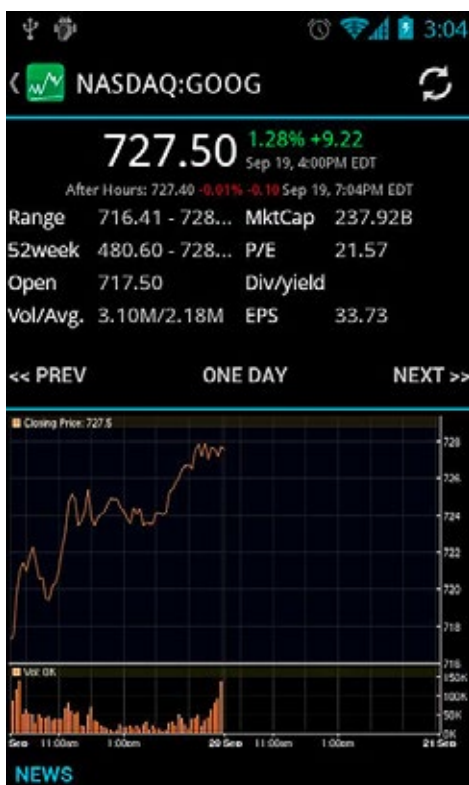 3:04
NASDAQ:GOOG
727.50 1.28% +9.22
Sep 19, 4:00PM EDT
After Hours: 727.40 -0.01% -0.10 Sep 19, 7:04PM EDT
Range 716.41 - 728... MktCap 237.92B
52week 480.60 - 728... P/E 21.57
Open 717.50 Div/yield
Vol/Avg. 3.10M/2.18M EPS 33.73
<< PREV ONE DAY NEXT >>
Closing Price: 727.5
728
726
724
722
720
718
716
Vol: 0K
150K
100K
50K
0K
Sep 11:00am 1:00pm 20 Sep 11:00am 1:00pm 21 Sep
NEWS